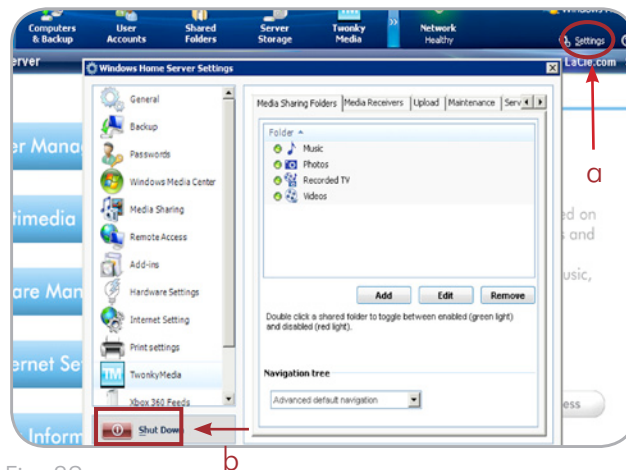 Computers & Backup
User Accounts
Shared Folders
Server Storage
Twonky Media
»
Network Healthy
Settings
LaCie.com
Windows Home Server Settings
General
Backup
Passwords
Windows Media Center
Media Sharing
Remote Access
Add-ins
Hardware Settings
Internet Setting
Print settings
TM TwonkyMedia
Xbox 360 Feeds
Shut Down
Media Sharing Folders
Media Receivers
Upload
Maintenance
Serv
Folder
Music
Photos
Recorded TV
Videos
Add
Edit
Remove
Double click a shared folder to toggle between enabled (green light)
and disabled (red light).
Navigation tree
Advanced default navigation
a
b
ed on
and
usic,
ess
er Mana
timedia
are Man
ernet Se
Inform